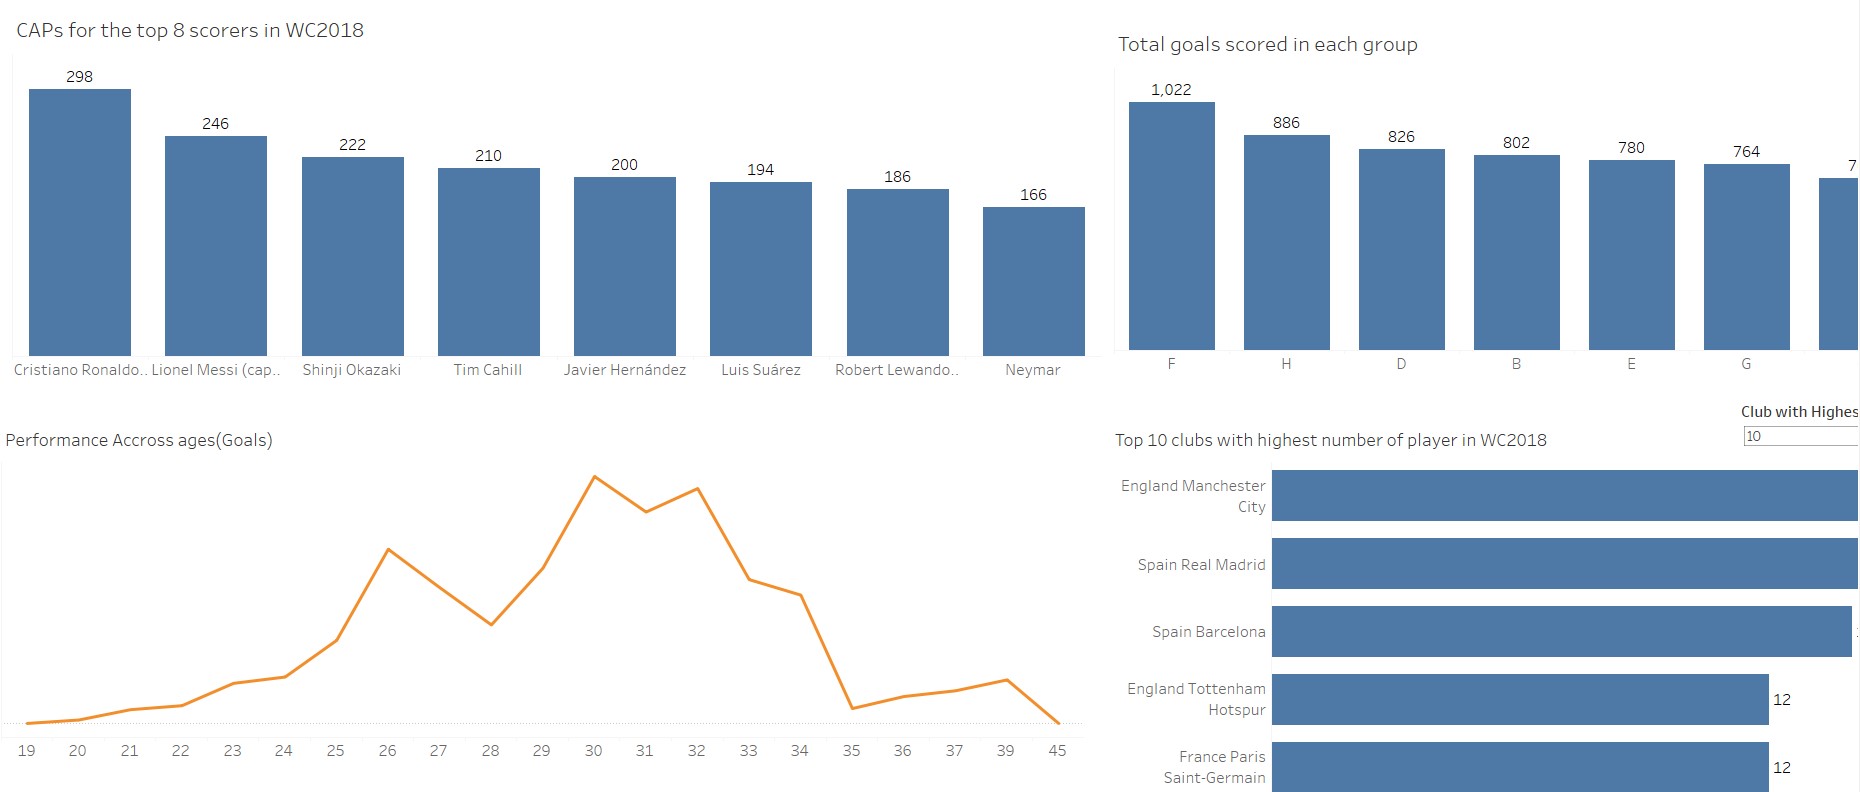 CAPs for the top 8 scorers in WC2018
298
246
222
210
200
194
186
166
Cristiano Ronaldo..
Lionel Messi (cap..
Shinji Okazaki
Tim Cahill
Javier Hernández
Luis Suárez
Robert Lewando..
Neymar
Total goals scored in each group
1,022
886
826
802
780
764
7
F
H
D
B
E
G
Performance Accross ages(Goals)
19
20
21
22
23
24
25
26
27
28
29
30
31
32
33
34
35
36
37
39
45
Club with Highes
10
Top 10 clubs with highest number of player in WC2018
England Manchester
City
Spain Real Madrid
Spain Barcelona
England Tottenham
Hotspur
12
France Paris
Saint-Germain
12